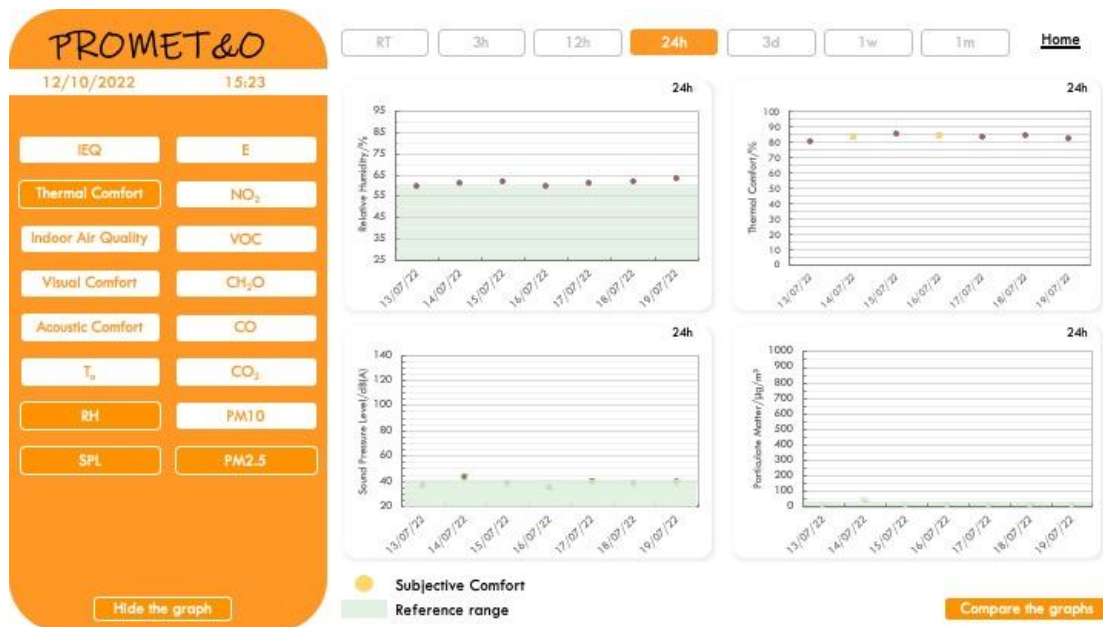 PROMET&O
12/10/2022 15:23
IEQ E
Thermal Comfort NO₂
Indoor Air Quality VOC
Visual Comfort CH₂O
Acoustic Comfort CO
Tₐ CO₂
RH PM10
SPL PM2.5
Hide the graph
RT 3h 12h 24h 3d 1w 1m Home
24h
Relative Humidity/%
95
85
75
65
55
45
35
25
13/07/22 14/07/22 15/07/22 16/07/22 17/07/22 18/07/22 19/07/22
24h
Thermal Comfort/%
100
90
80
70
60
50
40
30
20
10
0
13/07/22 14/07/22 15/07/22 16/07/22 17/07/22 18/07/22 19/07/22
24h
Sound Pressure Level/dB(A)
140
120
100
80
60
40
20
13/07/22 14/07/22 15/07/22 16/07/22 17/07/22 18/07/22 19/07/22
24h
Particulate Matter/µg/m³
1000
900
800
700
600
500
400
300
200
100
0
13/07/22 14/07/22 15/07/22 16/07/22 17/07/22 18/07/22 19/07/22
Subjective Comfort
Reference range
Compare the graphs